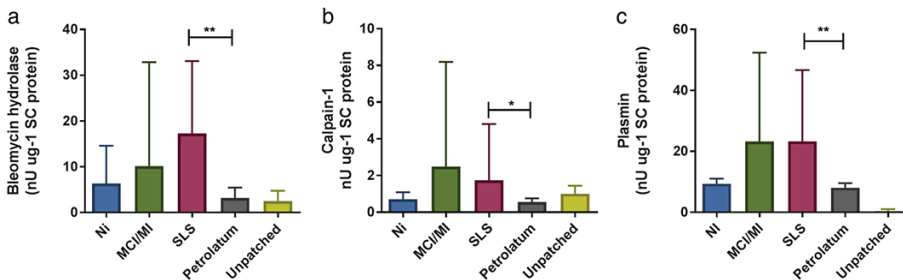 a
Bleomycin hydrolase
(nU ug-1 SC protein)
40
30
20
10
0
**
Ni
MCI/MI
SLS
Petrolatum
Unpatched
b
Calpain-1
nU ug-1 SC protein)
10
8
6
4
2
0
*
Ni
MCI/MI
SLS
Petrolatum
Unpatched
c
Plasmin
(nU ug-1 SC protein)
60
40
20
0
**
Ni
MCI/MI
SLS
Petrolatum
Unpatched